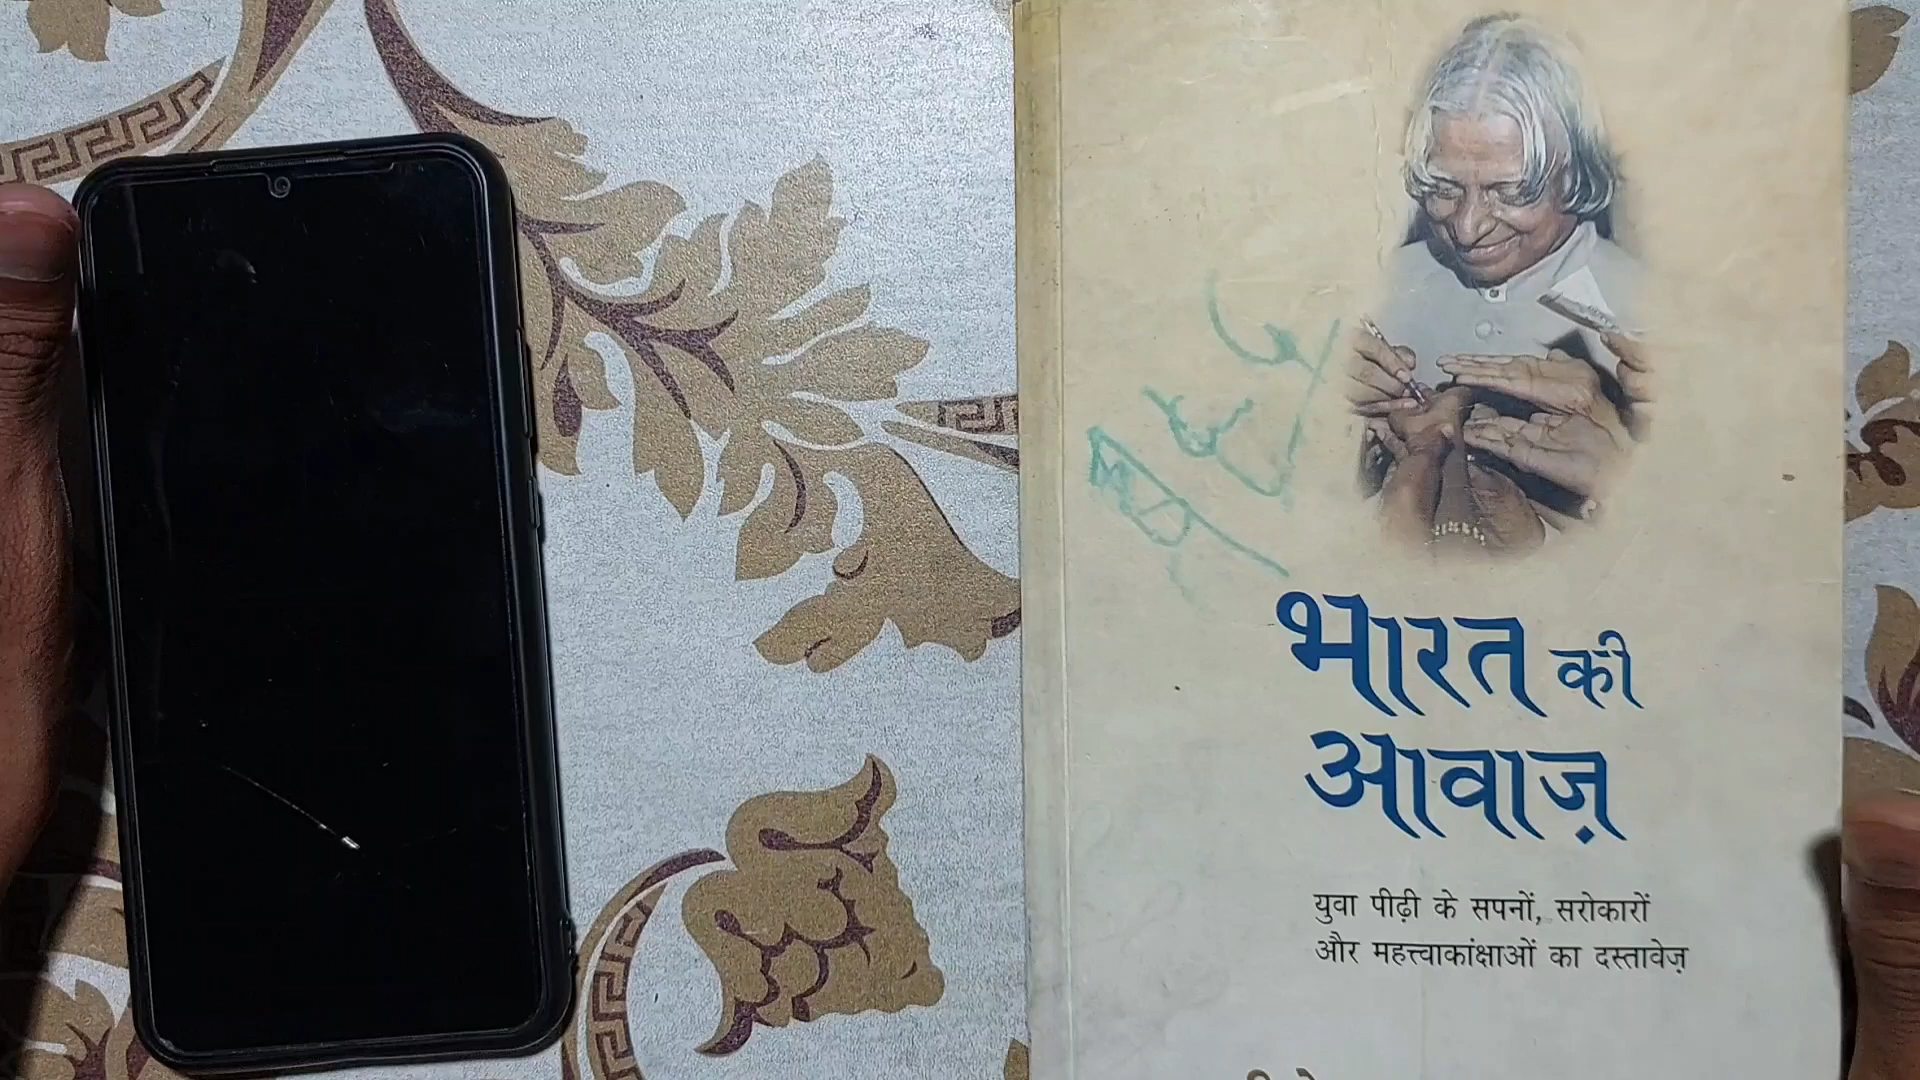 भारत की
आवाज़
युवा पीढ़ी के सपनों, सरोकारों
और महत्त्वाकांक्षाओं का दस्तावेज़